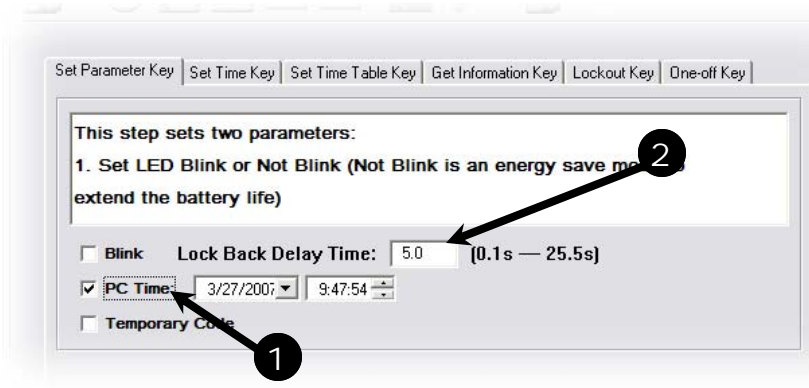 Set Parameter Key Set Time Key Set Time Table Key Get Information Key Lockout Key One-off Key
This step sets two parameters:
1. Set LED Blink or Not Blink (Not Blink is an energy save
extend the battery life)
2
Blink Lock Back Delay Time: 5.0 (0.1s — 25.5s)
PC Time: 3/27/2007 9:47:54
Temporary
1